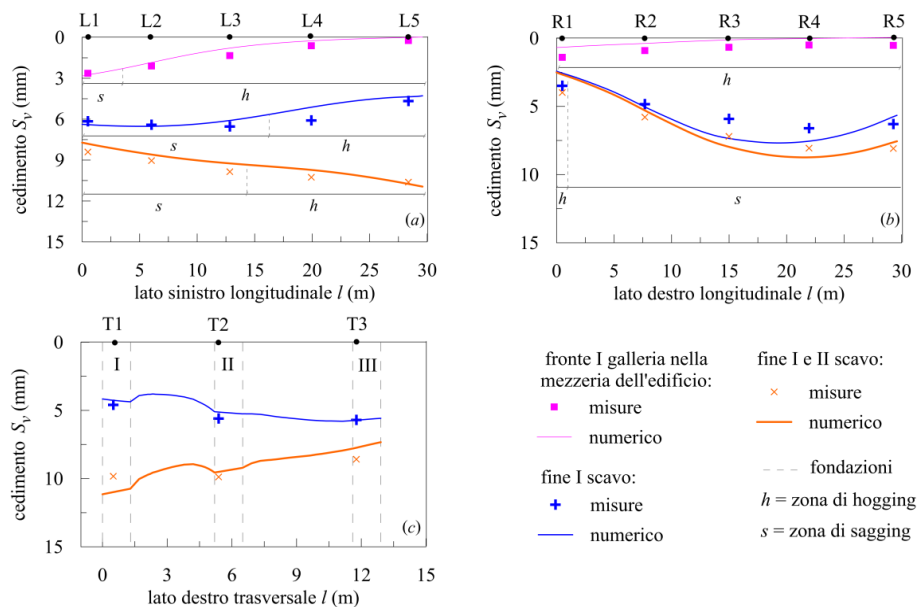 L1 L2 L3 L4 L5
0
3
6
9
12
15
cedimento Sv (mm)
s h
s h
s h
(a)
0 5 10 15 20 25 30
lato sinistro longitudinale l (m)
R1 R2 R3 R4 R5
0
5
10
15
cedimento Sv (mm)
h
h s
(b)
0 5 10 15 20 25 30
lato destro longitudinale l (m)
T1 T2 T3
I II III
0
5
10
15
cedimento Sv (mm)
(c)
0 3 6 9 12 15
lato destro trasversale l (m)
fronte I galleria nella
mezzeria dell'edificio:
misure
numerico
fine I scavo:
misure
numerico
fine I e II scavo:
misure
numerico
fondazioni
h = zona di hogging
s = zona di sagging